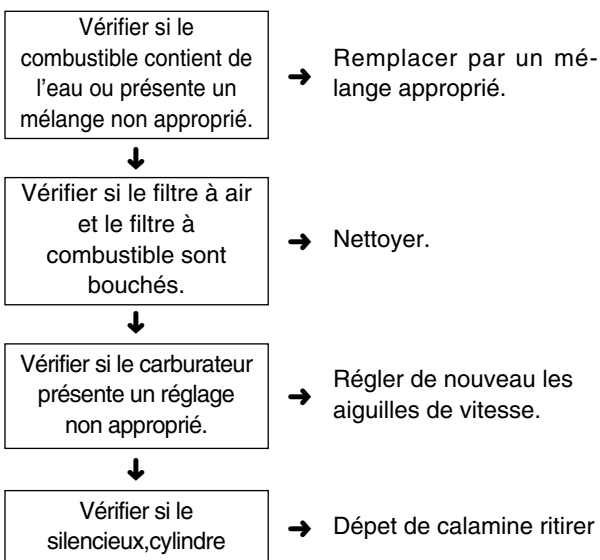 Vérifier si le
combustible contient de
l'eau ou présente un
mélange non approprié.
Remplacer par un mé-
lange approprié.
Vérifier si le filtre à air
et le filtre à
combustible sont
bouchés.
Nettoyer.
Vérifier si le carburateur
présente un réglage
non approprié.
Régler de nouveau les
aiguilles de vitesse.
Vérifier si le
silencieux,cylindre
Dépet de calamine ritirer